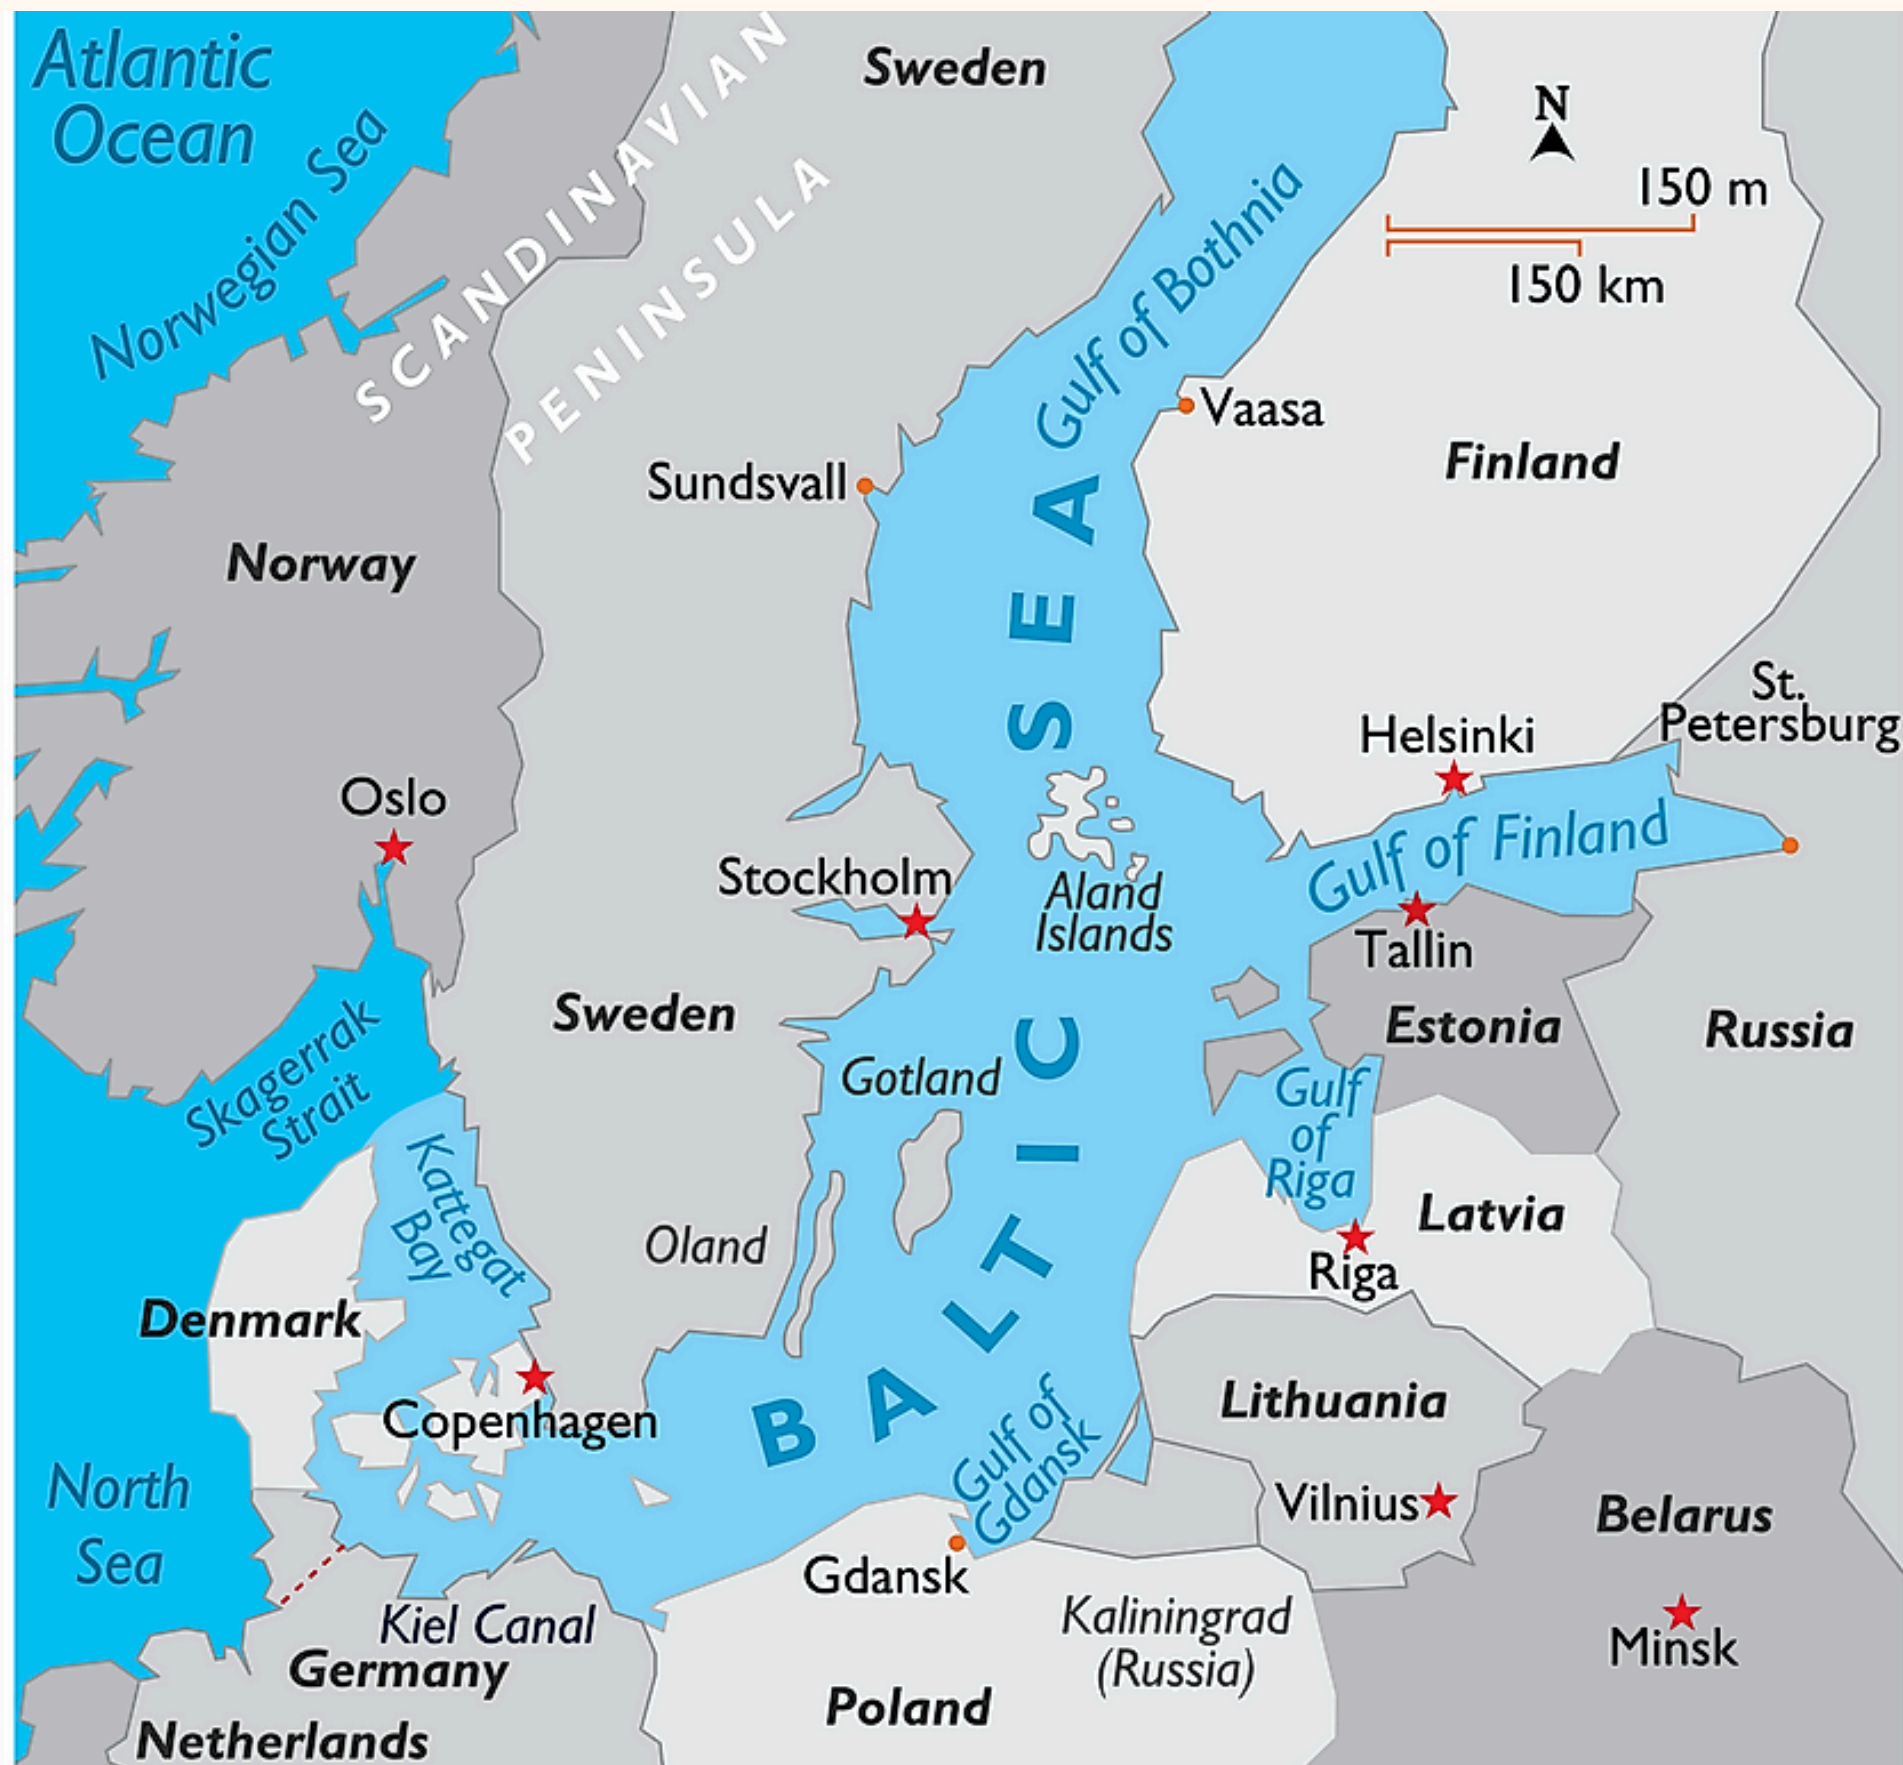 Atlantic
Ocean
Norwegian Sea
SCANDINAVIAN
PENINSULA
Sweden
N
150 m
150 km
Gulf of Bothnia
Vaasa
Finland
Sundsvall
Norway
BALTIC SEA
St.
Petersburg
Helsinki
Oslo
Gulf of Finland
Stockholm
Aland
Islands
Tallin
Sweden
Estonia
Russia
Skagerrak
Strait
Gotland
Gulf
of
Riga
Kattegat
Bay
Oland
Latvia
Riga
Denmark
Copenhagen
Lithuania
Gulf of
Gdansk
North
Sea
Vilnius
Belarus
Gdansk
Kiel Canal
Kaliningrad
(Russia)
Minsk
Germany
Poland
Netherlands